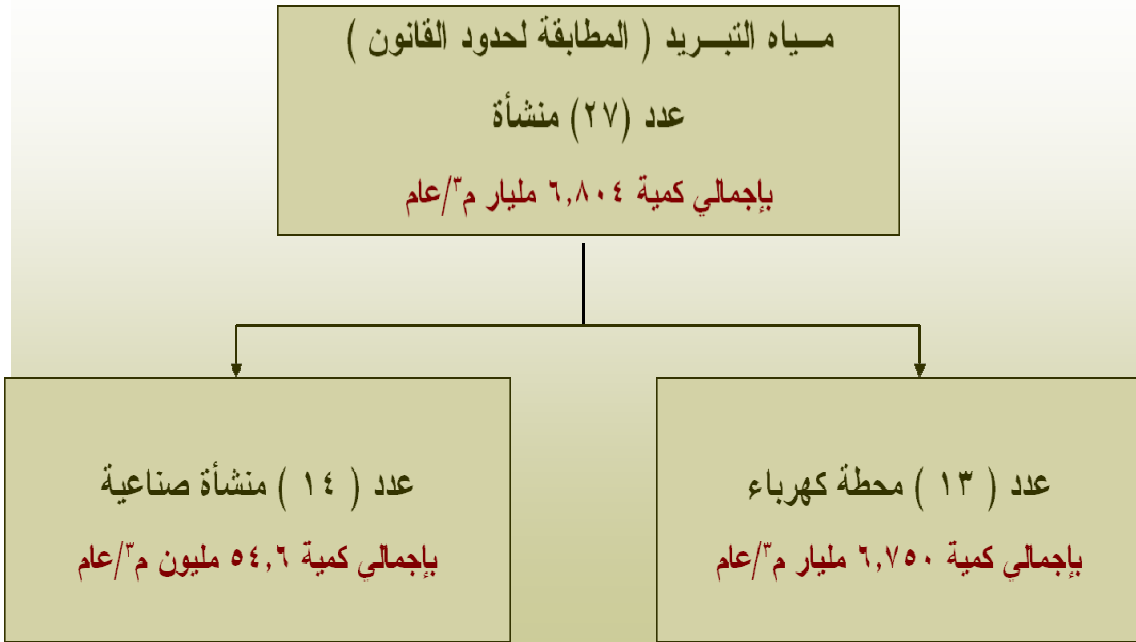 مـــياه التبـــريد ( المطابقة لحدود القانون )
عدد (٢٧) منشأة
بإجمالي كمية ٦,٨٠٤ مليار م٣/عام
عدد ( ١٣ ) محطة كهرباء
بإجمالي كمية ٦,٧٥٠ مليار م٣/عام
عدد ( ١٤ ) منشأة صناعية
بإجمالي كمية ٥٤,٦ مليون م٣/عام